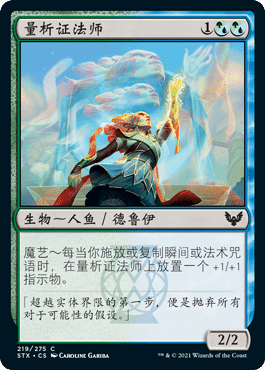 量析证法师 1
生物～人鱼 / 德鲁伊
魔艺～每当你施放或复制瞬间或法术咒
语时，在量析证法师上放置一个 +1/+1
指示物。
［超越实体界限的第一步，便是抛弃所有
对于可能性的假设。］
2/2
219/275 C
STX • CS CAROLINE GARIBA
™ & © 2021 Wizards of the Coast